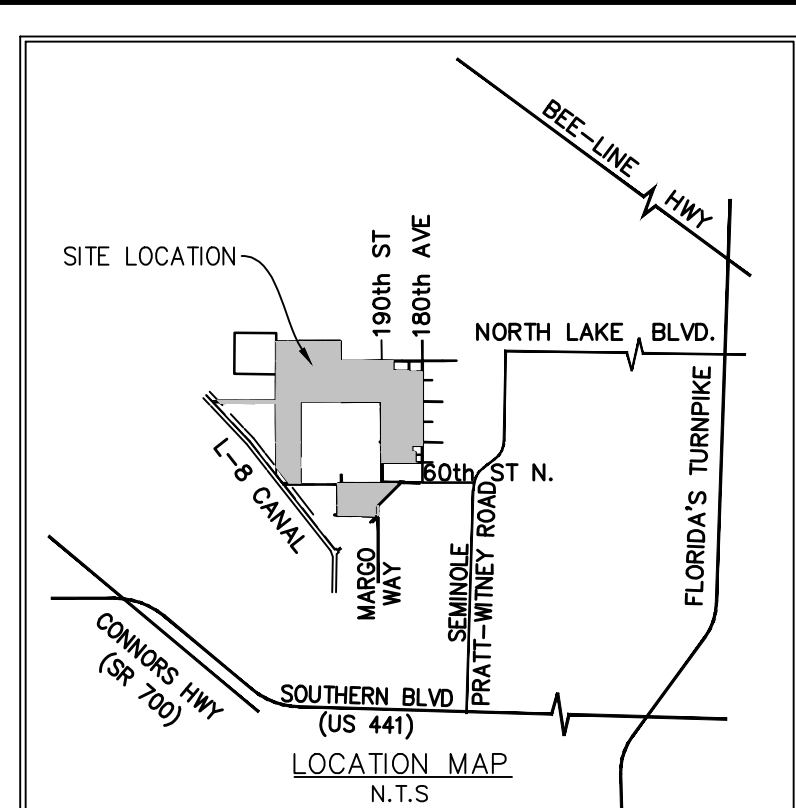 BEE-LINE HWY
SITE LOCATION
190th ST
180th AVE
NORTH LAKE BLVD.
FLORIDA'S TURNPIKE
60th ST N.
L-8 CANAL
MARGO
WAY
SEMINOLE
PRATT-WITNEY ROAD
CONNORS HWY
(SR 700)
SOUTHERN BLVD
(US 441)
LOCATION MAP
N.T.S